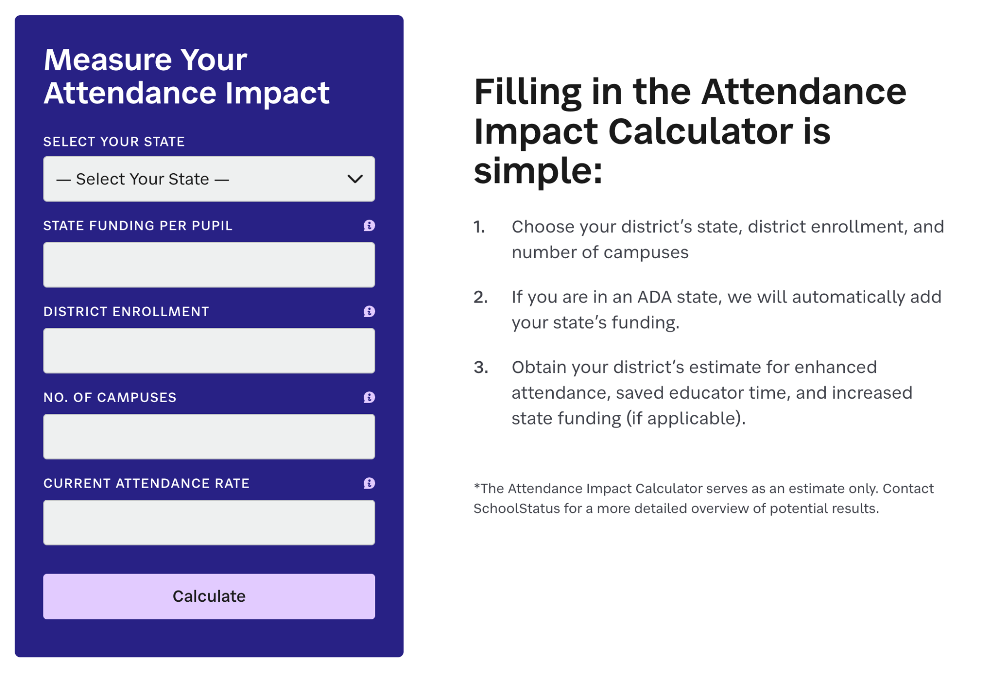 Measure Your
Attendance Impact
SELECT YOUR STATE
— Select Your State —
STATE FUNDING PER PUPIL
DISTRICT ENROLLMENT
NO. OF CAMPUSES
CURRENT ATTENDANCE RATE
Calculate
Filling in the Attendance
Impact Calculator is
simple:
1. Choose your district’s state, district enrollment, and
number of campuses
2. If you are in an ADA state, we will automatically add
your state’s funding.
3. Obtain your district’s estimate for enhanced
attendance, saved educator time, and increased
state funding (if applicable).
*The Attendance Impact Calculator serves as an estimate only. Contact
SchoolStatus for a more detailed overview of potential results.